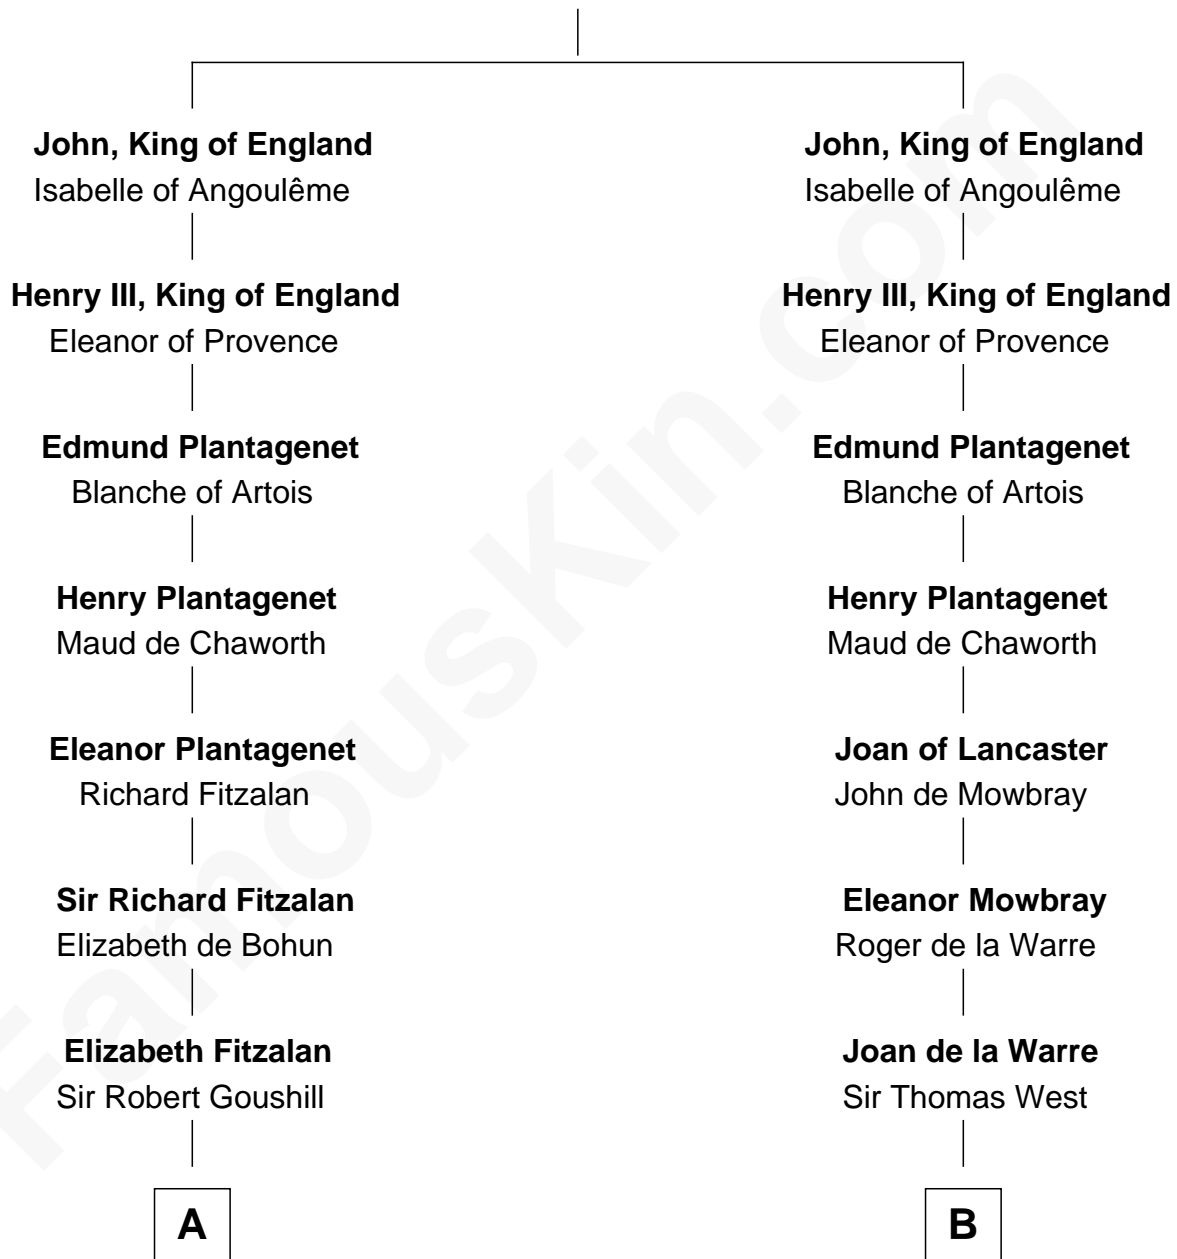 John, King of England
Isabelle of Angoulême
Henry III, King of England
Eleanor of Provence
Edmund Plantagenet
Blanche of Artois
Henry Plantagenet
Maud de Chaworth
Eleanor Plantagenet
Richard Fitzalan
Sir Richard Fitzalan
Elizabeth de Bohun
Elizabeth Fitzalan
Sir Robert Goushill
A
John, King of England
Isabelle of Angoulême
Henry III, King of England
Eleanor of Provence
Edmund Plantagenet
Blanche of Artois
Henry Plantagenet
Maud de Chaworth
Joan of Lancaster
John de Mowbray
Eleanor Mowbray
Roger de la Warre
Joan de la Warre
Sir Thomas West
B
FamousKin.com